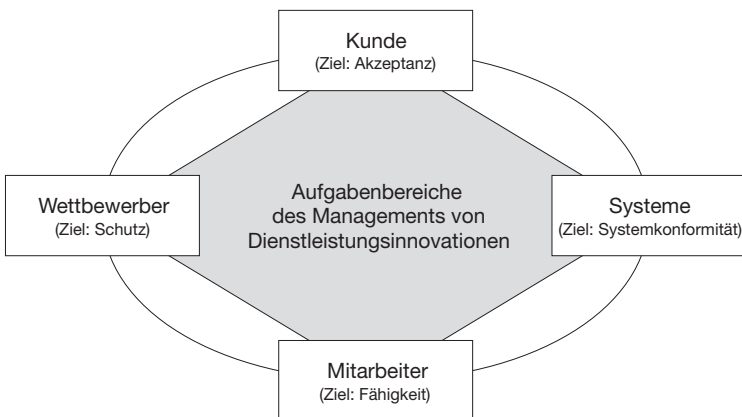 Kunde
(Ziel: Akzeptanz)
Wettbewerber
(Ziel: Schutz)
Aufgabenbereiche
des Managements von
Dienstleistungsinnovationen
Systeme
(Ziel: Systemkonformität)
Mitarbeiter
(Ziel: Fähigkeit)